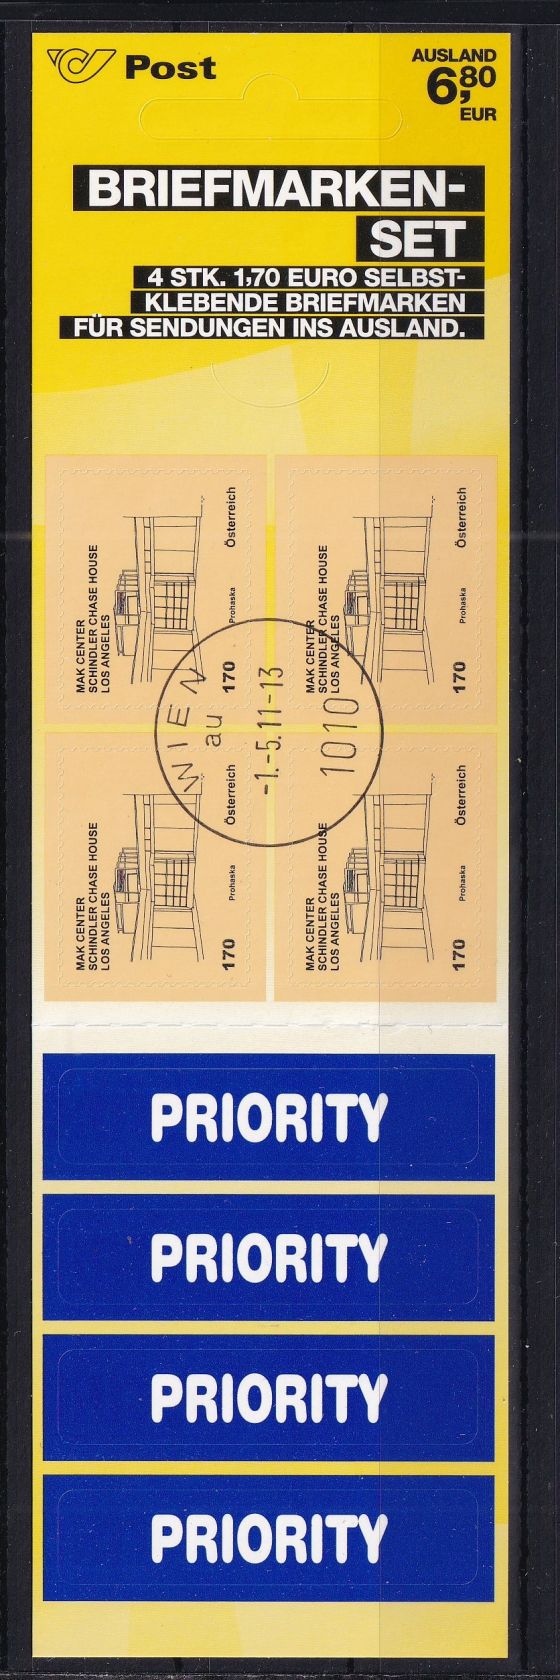 Post
AUSLAND
6,80
EUR
BRIEFMARKEN-
SET
4 STK. 1,70 EURO SELBST-
KLEBENDE BRIEFMARKEN
FÜR SENDUNGEN INS AUSLAND.
MAK CENTER
SCHINDLER CHASE HOUSE
LOS ANGELES
170
Prohaska
Österreich
MAK CENTER
SCHINDLER CHASE HOUSE
LOS ANGELES
170
Prohaska
Österreich
WIEN
au
-1.-5.11-13
1010
MAK CENTER
SCHINDLER CHASE HOUSE
LOS ANGELES
170
Prohaska
Österreich
MAK CENTER
SCHINDLER CHASE HOUSE
LOS ANGELES
170
Prohaska
Österreich
PRIORITY
PRIORITY
PRIORITY
PRIORITY